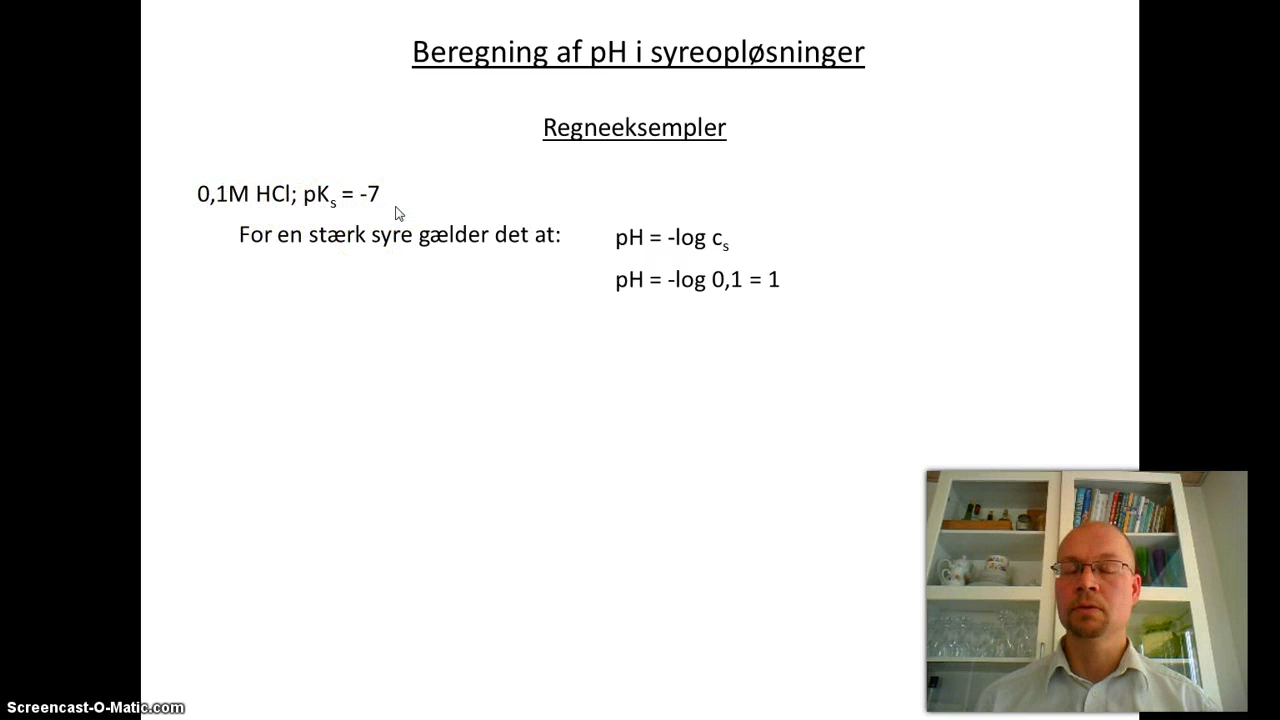 Beregning af pH i syreopløsninger
Regneeksempler
0,1M HCl; pKs = -7
For en stærk syre gælder det at: pH = -log cs
pH = -log 0,1 = 1
Screencast-O-Matic.com